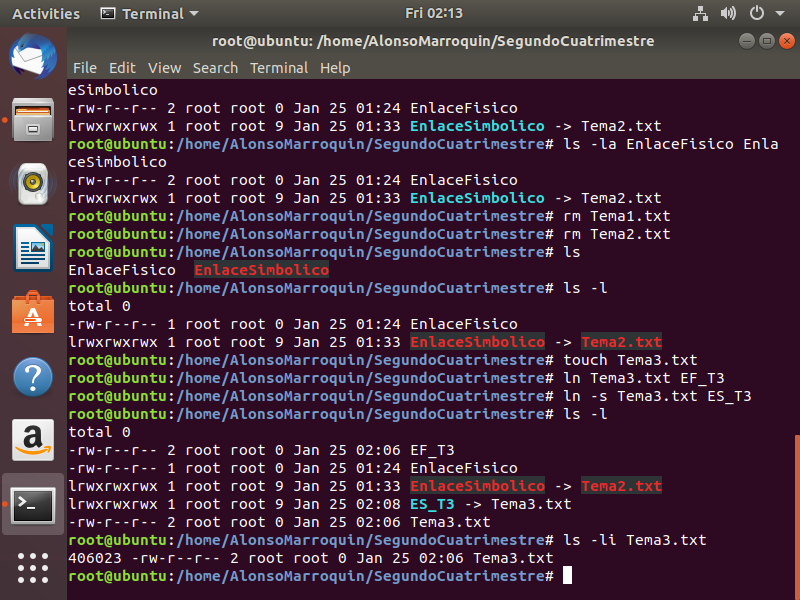 Activities Terminal Fri 02:13
root@ubuntu: /home/AlonsoMarroquin/SegundoCuatrimestre
File Edit View Search Terminal Help
eSimbolico
-rw-r--r-- 2 root root 0 Jan 25 01:24 EnlaceFisico
lrwxrwxrwx 1 root root 9 Jan 25 01:33 EnlaceSimbolico -> Tema2.txt
root@ubuntu:/home/AlonsoMarroquin/SegundoCuatrimestre# ls -la EnlaceFisico Enla
ceSimbolico
-rw-r--r-- 2 root root 0 Jan 25 01:24 EnlaceFisico
lrwxrwxrwx 1 root root 9 Jan 25 01:33 EnlaceSimbolico -> Tema2.txt
root@ubuntu:/home/AlonsoMarroquin/SegundoCuatrimestre# rm Tema1.txt
root@ubuntu:/home/AlonsoMarroquin/SegundoCuatrimestre# rm Tema2.txt
root@ubuntu:/home/AlonsoMarroquin/SegundoCuatrimestre# ls
EnlaceFisico  EnlaceSimbolico
root@ubuntu:/home/AlonsoMarroquin/SegundoCuatrimestre# ls -l
total 0
-rw-r--r-- 1 root root 0 Jan 25 01:24 EnlaceFisico
lrwxrwxrwx 1 root root 9 Jan 25 01:33 EnlaceSimbolico -> Tema2.txt
root@ubuntu:/home/AlonsoMarroquin/SegundoCuatrimestre# touch Tema3.txt
root@ubuntu:/home/AlonsoMarroquin/SegundoCuatrimestre# ln Tema3.txt EF_T3
root@ubuntu:/home/AlonsoMarroquin/SegundoCuatrimestre# ln -s Tema3.txt ES_T3
root@ubuntu:/home/AlonsoMarroquin/SegundoCuatrimestre# ls -l
total 0
-rw-r--r-- 2 root root 0 Jan 25 02:06 EF_T3
-rw-r--r-- 1 root root 0 Jan 25 01:24 EnlaceFisico
lrwxrwxrwx 1 root root 9 Jan 25 01:33 EnlaceSimbolico -> Tema2.txt
lrwxrwxrwx 1 root root 9 Jan 25 02:08 ES_T3 -> Tema3.txt
-rw-r--r-- 2 root root 0 Jan 25 02:06 Tema3.txt
root@ubuntu:/home/AlonsoMarroquin/SegundoCuatrimestre# ls -li Tema3.txt
406023 -rw-r--r-- 2 root root 0 Jan 25 02:06 Tema3.txt
root@ubuntu:/home/AlonsoMarroquin/SegundoCuatrimestre#